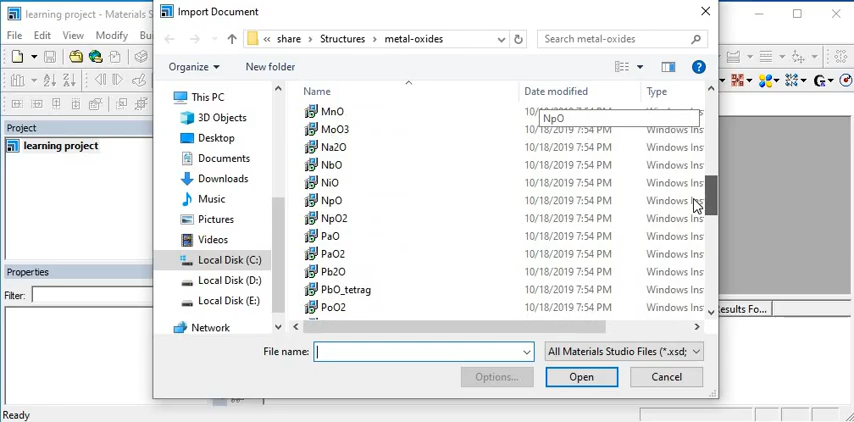 learning project - Materials S
File Edit View Modify B
Project
learning project
Properties
Filter:
Ready
esults Fo...
Import Document
« share > Structures > metal-oxides
Search metal-oxides
Organize
New folder
This PC
3D Objects
Desktop
Documents
Downloads
Music
Pictures
Videos
Local Disk (C:)
Local Disk (D:)
Local Disk (E:)
Network
Name Date modified Type
MnO Windows Ins
NpO
MoO3 10/18/2019 7:54 PM Windows Ins
Na2O 10/18/2019 7:54 PM Windows Ins
NbO 10/18/2019 7:54 PM Windows Ins
NiO 10/18/2019 7:54 PM Windows Ins
NpO 10/18/2019 7:54 PM Windows Ins
NpO2 10/18/2019 7:54 PM Windows Ins
PaO 10/18/2019 7:54 PM Windows Ins
PaO2 10/18/2019 7:54 PM Windows Ins
Pb2O 10/18/2019 7:54 PM Windows Ins
PbO_tetrag 10/18/2019 7:54 PM Windows Ins
PoO2 10/18/2019 7:54 PM Windows Ins
File name:
All Materials Studio Files (*.xsd;
Options...
Open
Cancel